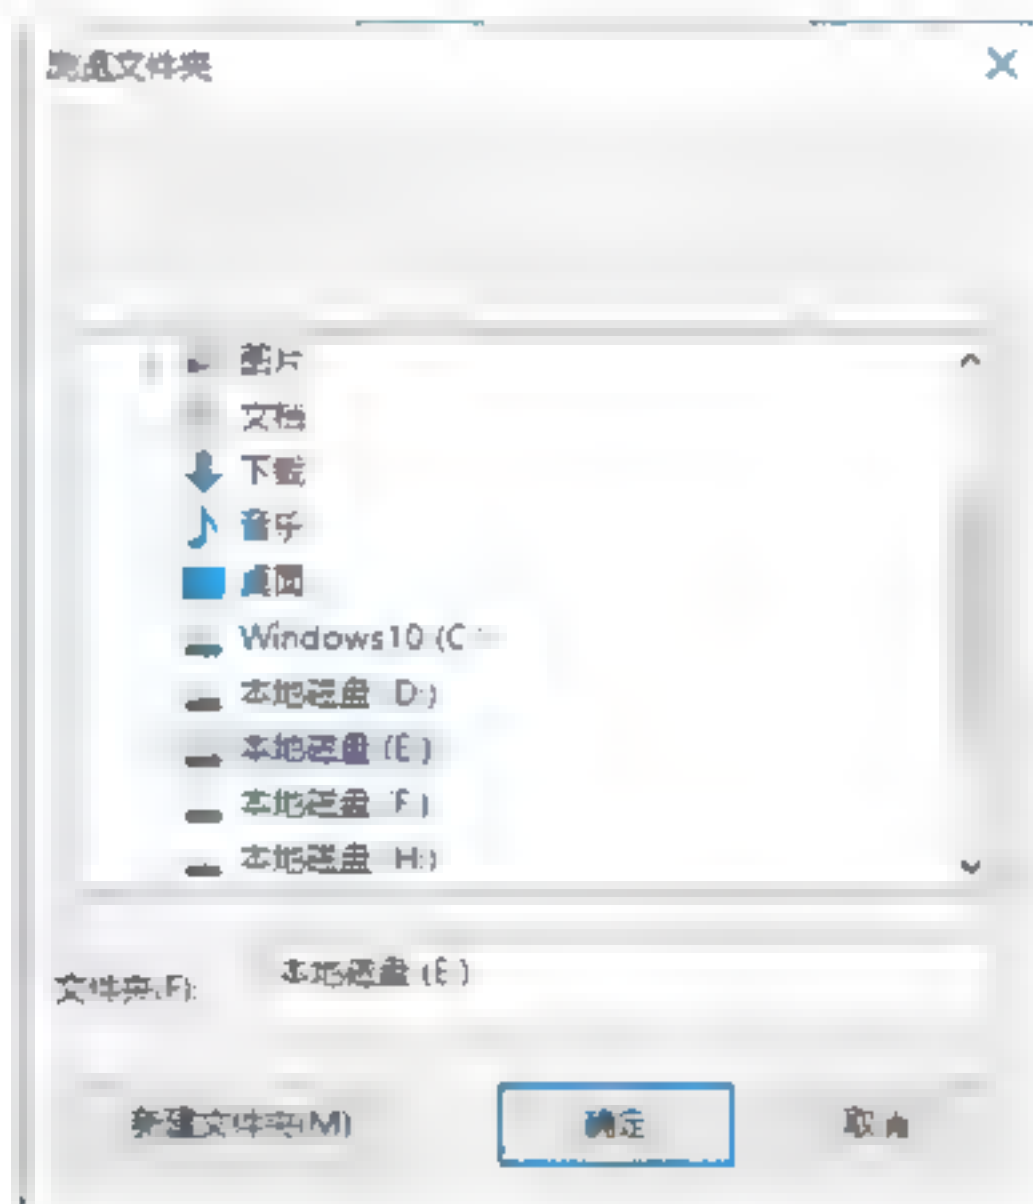 浏览文件夹
图片
文档
下载
音乐
桌面
Windows10 (C:)
本地磁盘 (D:)
本地磁盘 (E:)
本地磁盘 (F:)
本地磁盘 (H:)
文件夹(F): 本地磁盘 (E:)
新建文件夹(M) 确定 取消